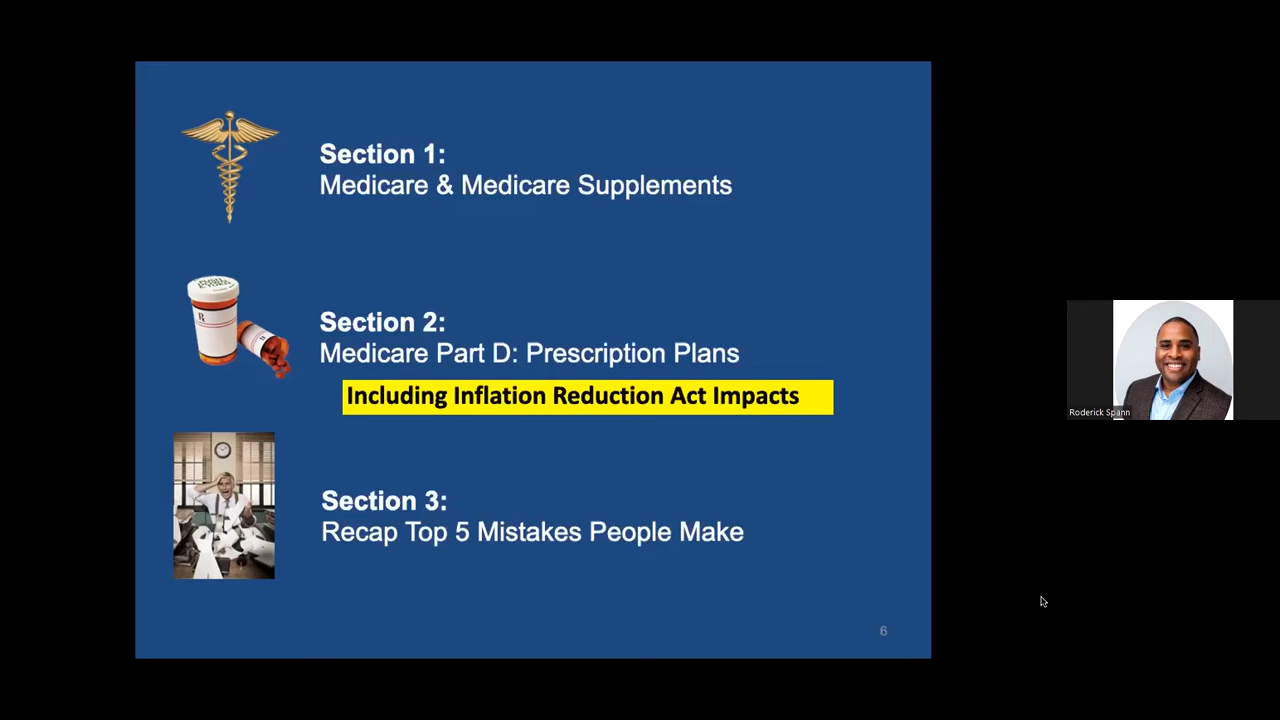 Section 1:
Medicare & Medicare Supplements
Section 2:
Medicare Part D: Prescription Plans
Including Inflation Reduction Act Impacts
Section 3:
Recap Top 5 Mistakes People Make
6
Roderick Spann